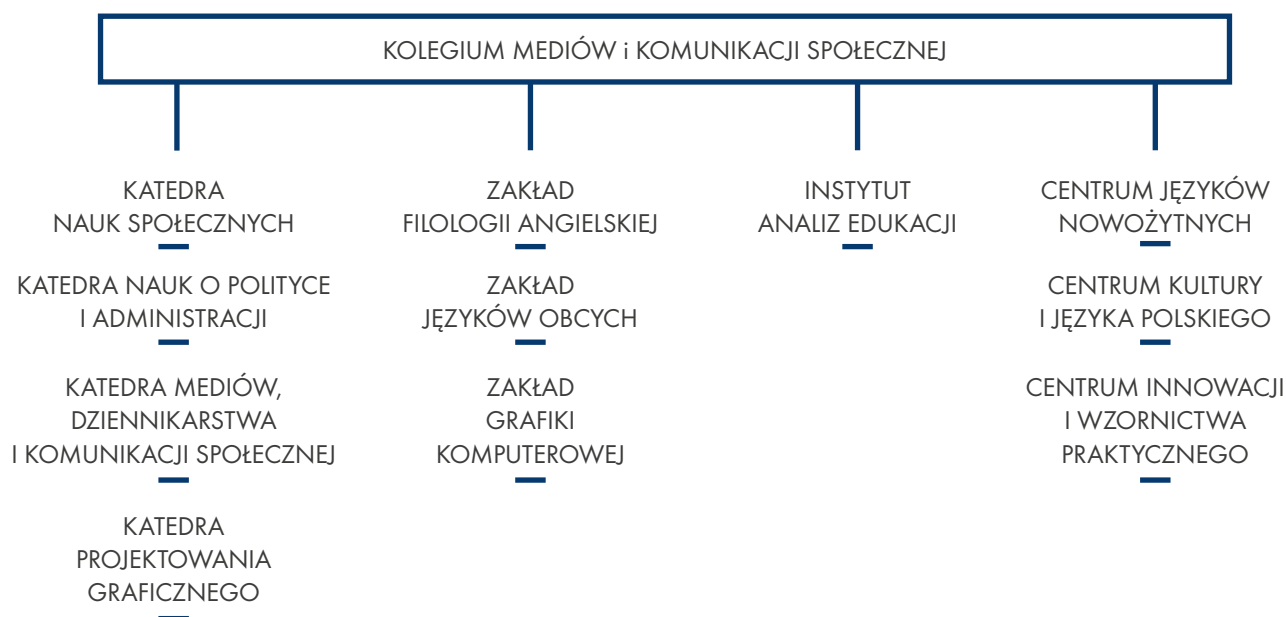 KOLEGIUM MEDIÓW i KOMUNIKACJI SPOŁECZNEJ
KATEDRA
NAUK SPOŁECZNYCH
KATEDRA NAUK O POLITYCE
I ADMINISTRACJI
KATEDRA MEDIÓW,
DZIENNIKARSTWA
I KOMUNIKACJI SPOŁECZNEJ
KATEDRA
PROJEKTOWANIA
GRAFICZNEGO
ZAKŁAD
FILOLOGII ANGIELSKIEJ
ZAKŁAD
JĘZYKÓW OBCYCH
ZAKŁAD
GRAFIKI
KOMPUTEROWEJ
INSTYTUT
ANALIZ EDUKACJI
CENTRUM JĘZYKÓW
NOWOŻYTNYCH
CENTRUM KULTURY
I JĘZYKA POLSKIEGO
CENTRUM INNOWACJI
I WZORNICTWA
PRAKTYCZNEGO